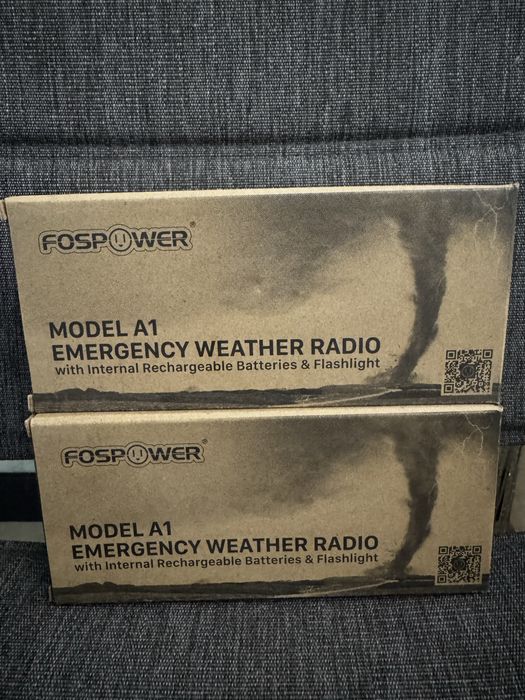 FOSPOWER®
MODEL A1
EMERGENCY WEATHER RADIO
with Internal Rechargeable Batteries & Flashlight
FOSPOWER®
MODEL A1
EMERGENCY WEATHER RADIO
with Internal Rechargeable Batteries & Flashlight